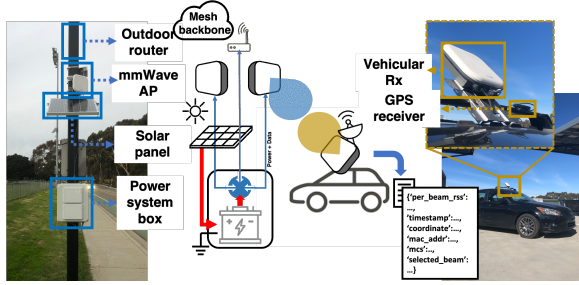 Outdoor
router
mmWave
AP
Solar
panel
Power
system
box
Mesh
backbone
Power + Data
Vehicular
Rx
GPS
receiver
{'per_beam_rss':
...,
'timestamp':...,
'coordinate':...,
'mac_addr':...,
'mcs':..,
'selected_beam':
...}